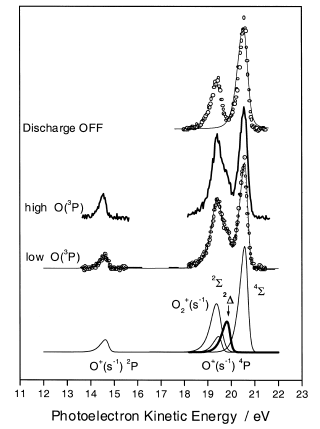 Discharge OFF
high O(³P)
low O(³P)
²Σ
²Δ
⁴Σ
O₂⁺(s⁻¹)
O⁺(s⁻¹) ²P
O⁺(s⁻¹) ⁴P
11 12 13 14 15 16 17 18 19 20 21 22 23
Photoelectron Kinetic Energy / eV